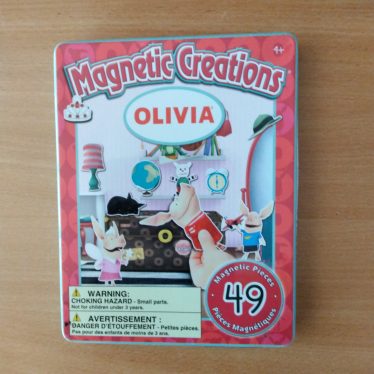 4+
Magnetic Creations®
OLIVIA™
Magnetic Pieces
49
Pièces Magnétiques
WARNING:
CHOKING HAZARD - Small parts.
Not for children under 3 years.
AVERTISSEMENT :
DANGER D'ÉTOUFFEMENT - Petites pièces.
Pas pour des enfants de moins de 3 ans.